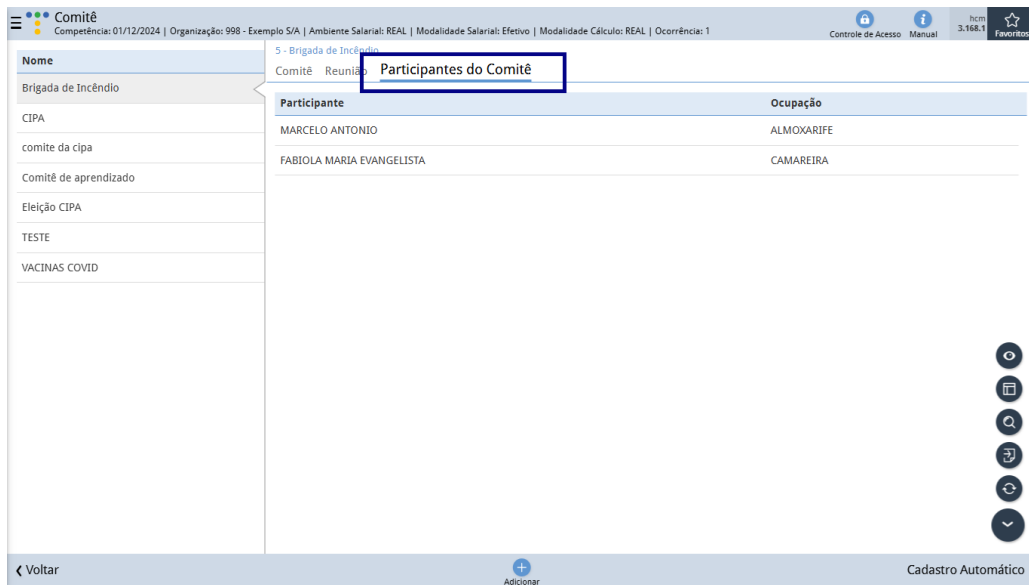 Comitê
Competência: 01/12/2024 | Organização: 998 - Exemplo S/A | Ambiente Salarial: REAL | Modalidade Salarial: Efetivo | Modalidade Cálculo: REAL | Ocorrência: 1
Controle de Acesso
Manual
hcm
3.168.1
Favoritos
Nome
Brigada de Incêndio
CIPA
comite da cipa
Comitê de aprendizado
Eleição CIPA
TESTE
VACINAS COVID
5 - Brigada de Incêndio
Comitê Reunião Participantes do Comitê
Participante Ocupação
MARCELO ANTONIO ALMOXARIFE
FABIOLA MARIA EVANGELISTA CAMAREIRA
Voltar
Adicionar
Cadastro Automático